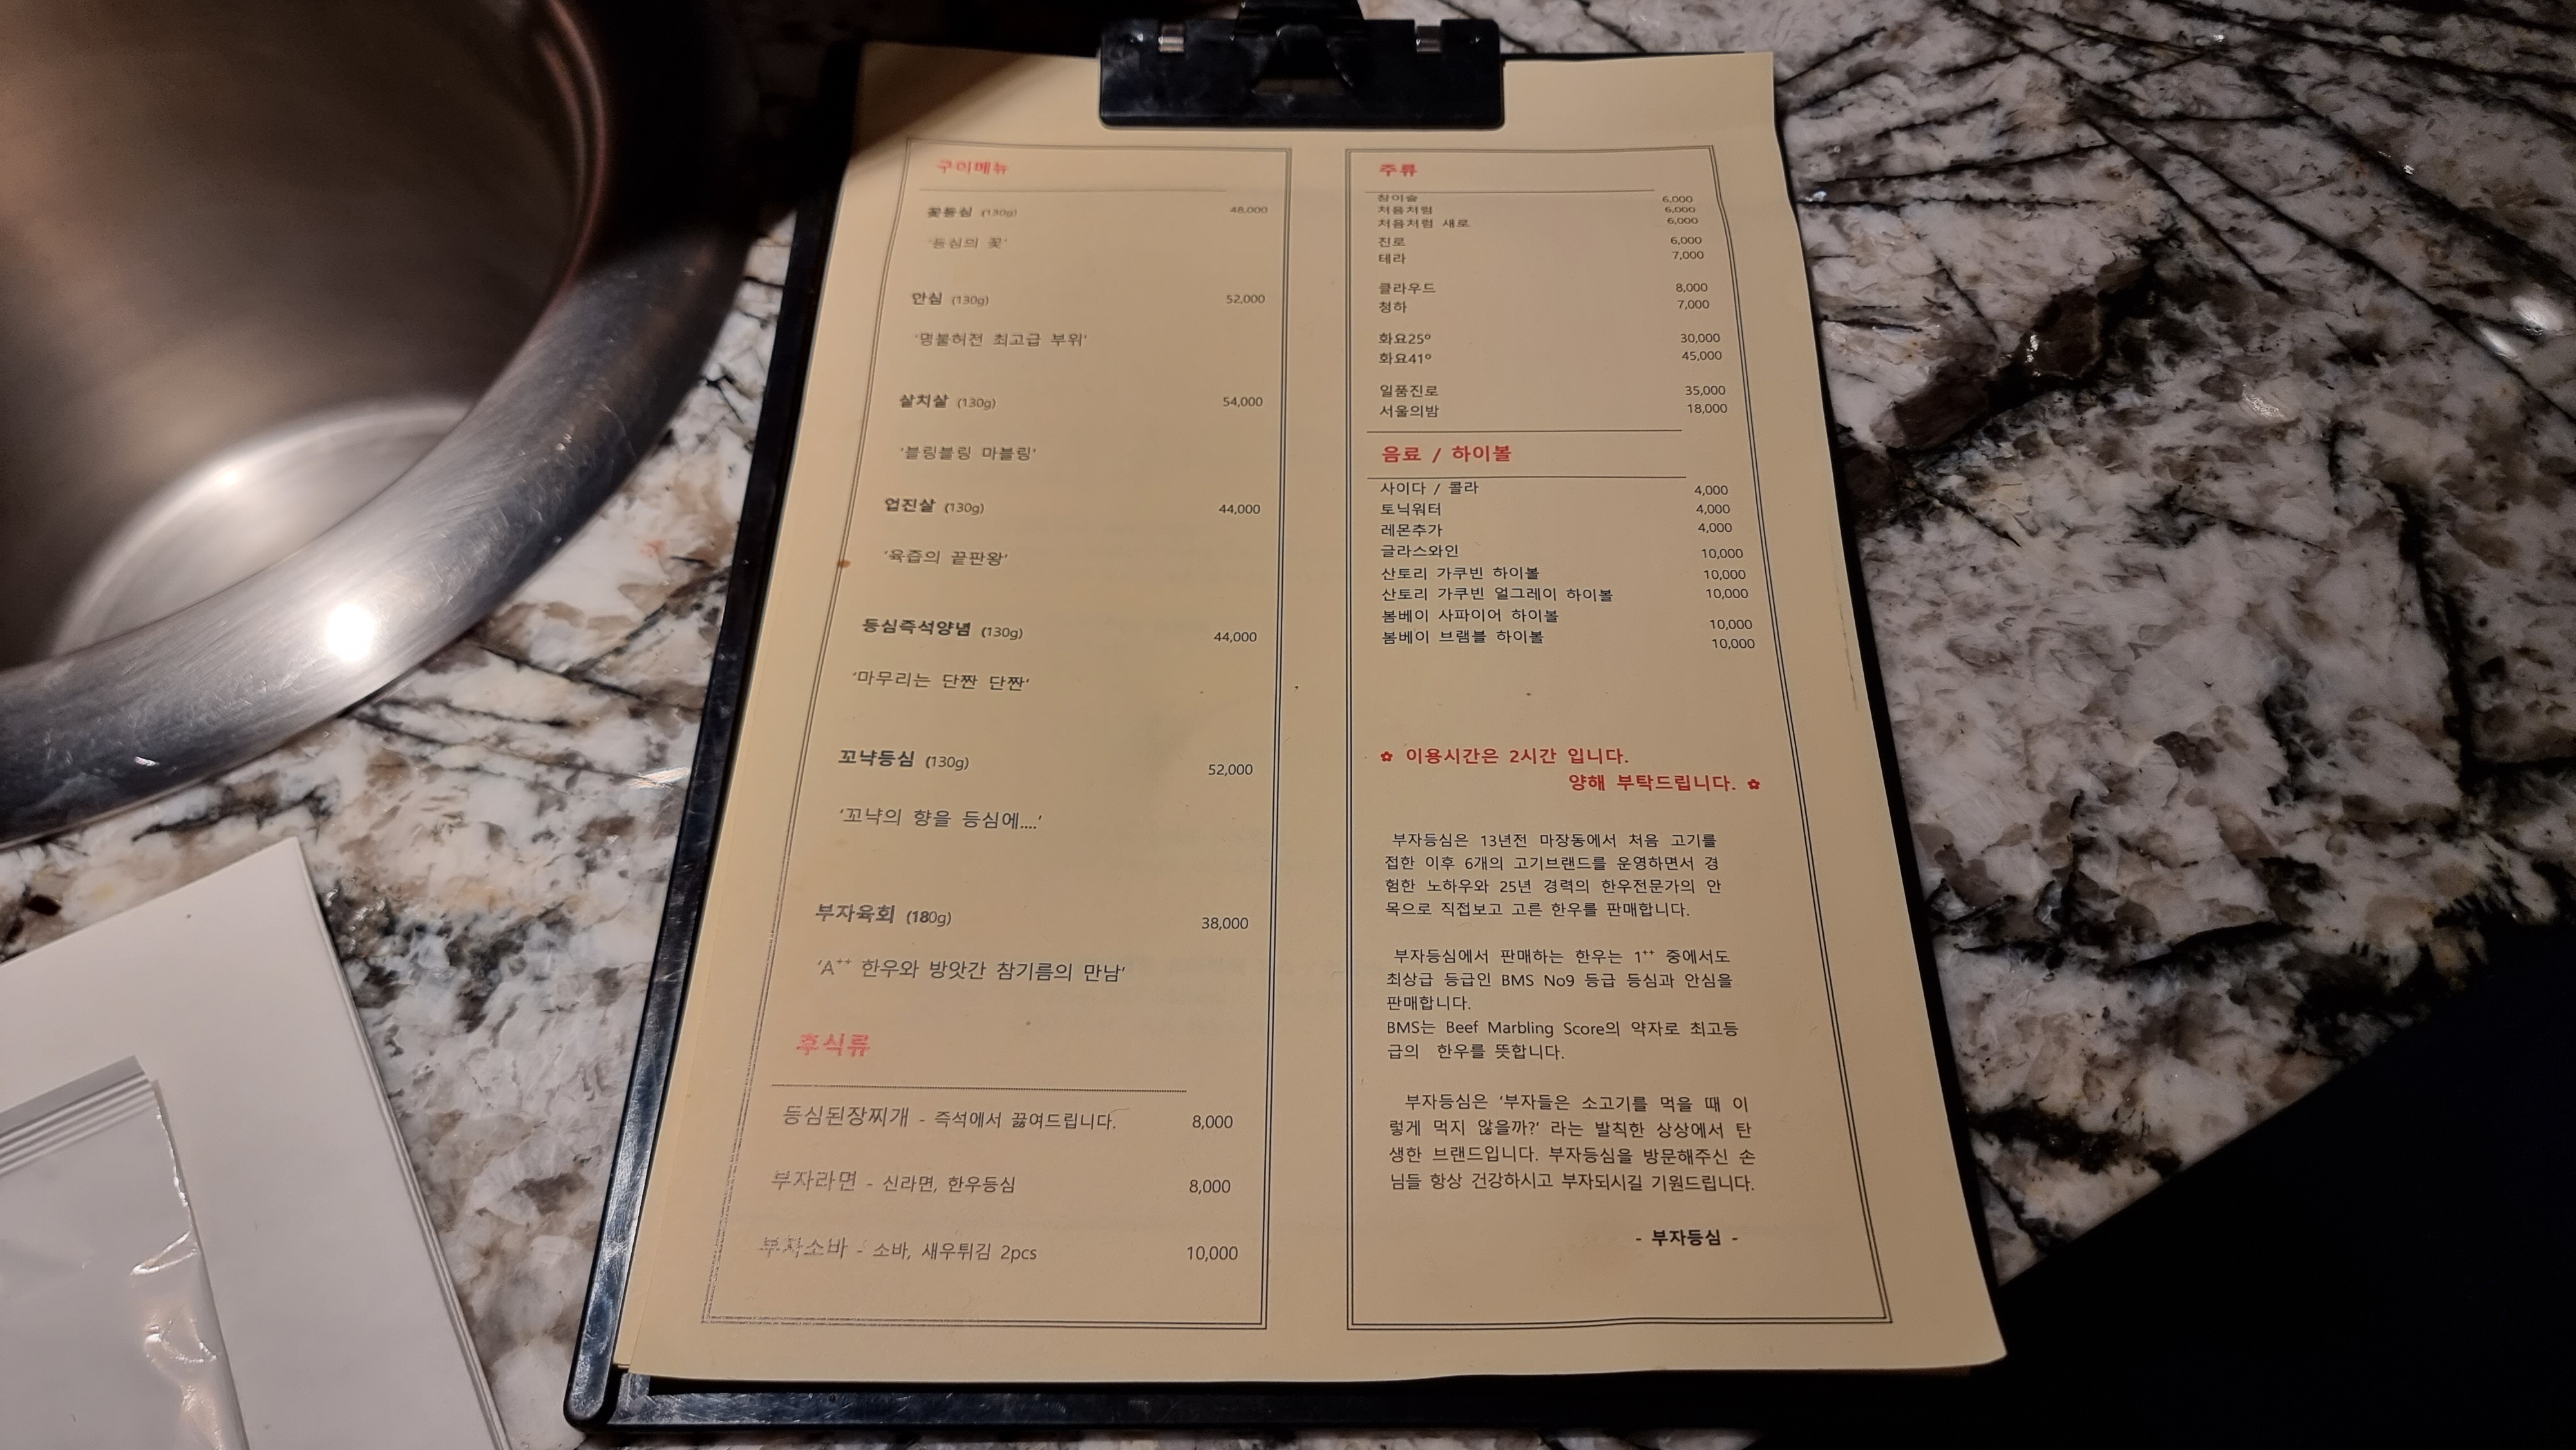 구이메뉴
꽃등심 (130g) 48,000
‘등심의 꽃’
안심 (130g) 52,000
‘명불허전 최고급 부위’
살치살 (130g) 54,000
‘블링블링 마블링’
업진살 (130g) 44,000
‘육즙의 끝판왕’
등심즉석양념 (130g) 44,000
‘마무리는 단짠 단짠’
꼬냑등심 (130g) 52,000
‘꼬냑의 향을 등심에....’
부자육회 (180g) 38,000
‘A⁺⁺ 한우와 방앗간 참기름의 만남’
후식류
등심된장찌개 - 즉석에서 끓여드립니다. 8,000
부자라면 - 신라면, 한우등심 8,000
부자소바 - 소바, 새우튀김 2pcs 10,000
주류
참이슬 6,000
처음처럼 6,000
처음처럼 새로 6,000
진로 6,000
테라 7,000
클라우드 8,000
청하 7,000
화요25º 30,000
화요41º 45,000
일품진로 35,000
서울의밤 18,000
음료 / 하이볼
사이다 / 콜라 4,000
토닉워터 4,000
레몬추가 4,000
글라스와인 10,000
산토리 가쿠빈 하이볼 10,000
산토리 가쿠빈 얼그레이 하이볼 10,000
봄베이 사파이어 하이볼 10,000
봄베이 브램블 하이볼 10,000
✿ 이용시간은 2시간 입니다.
양해 부탁드립니다. ✿
부자등심은 13년전 마장동에서 처음 고기를
접한 이후 6개의 고기브랜드를 운영하면서 경
험한 노하우와 25년 경력의 한우전문가의 안
목으로 직접보고 고른 한우를 판매합니다.
부자등심에서 판매하는 한우는 1⁺⁺ 중에서도
최상급 등급인 BMS No9 등급 등심과 안심을
판매합니다.
BMS는 Beef Marbling Score의 약자로 최고등
급의 한우를 뜻합니다.
부자등심은 ‘부자들은 소고기를 먹을 때 이
렇게 먹지 않을까?’ 라는 발칙한 상상에서 탄
생한 브랜드입니다. 부자등심을 방문해주신 손
님들 항상 건강하시고 부자되시길 기원드립니다.
- 부자등심 -